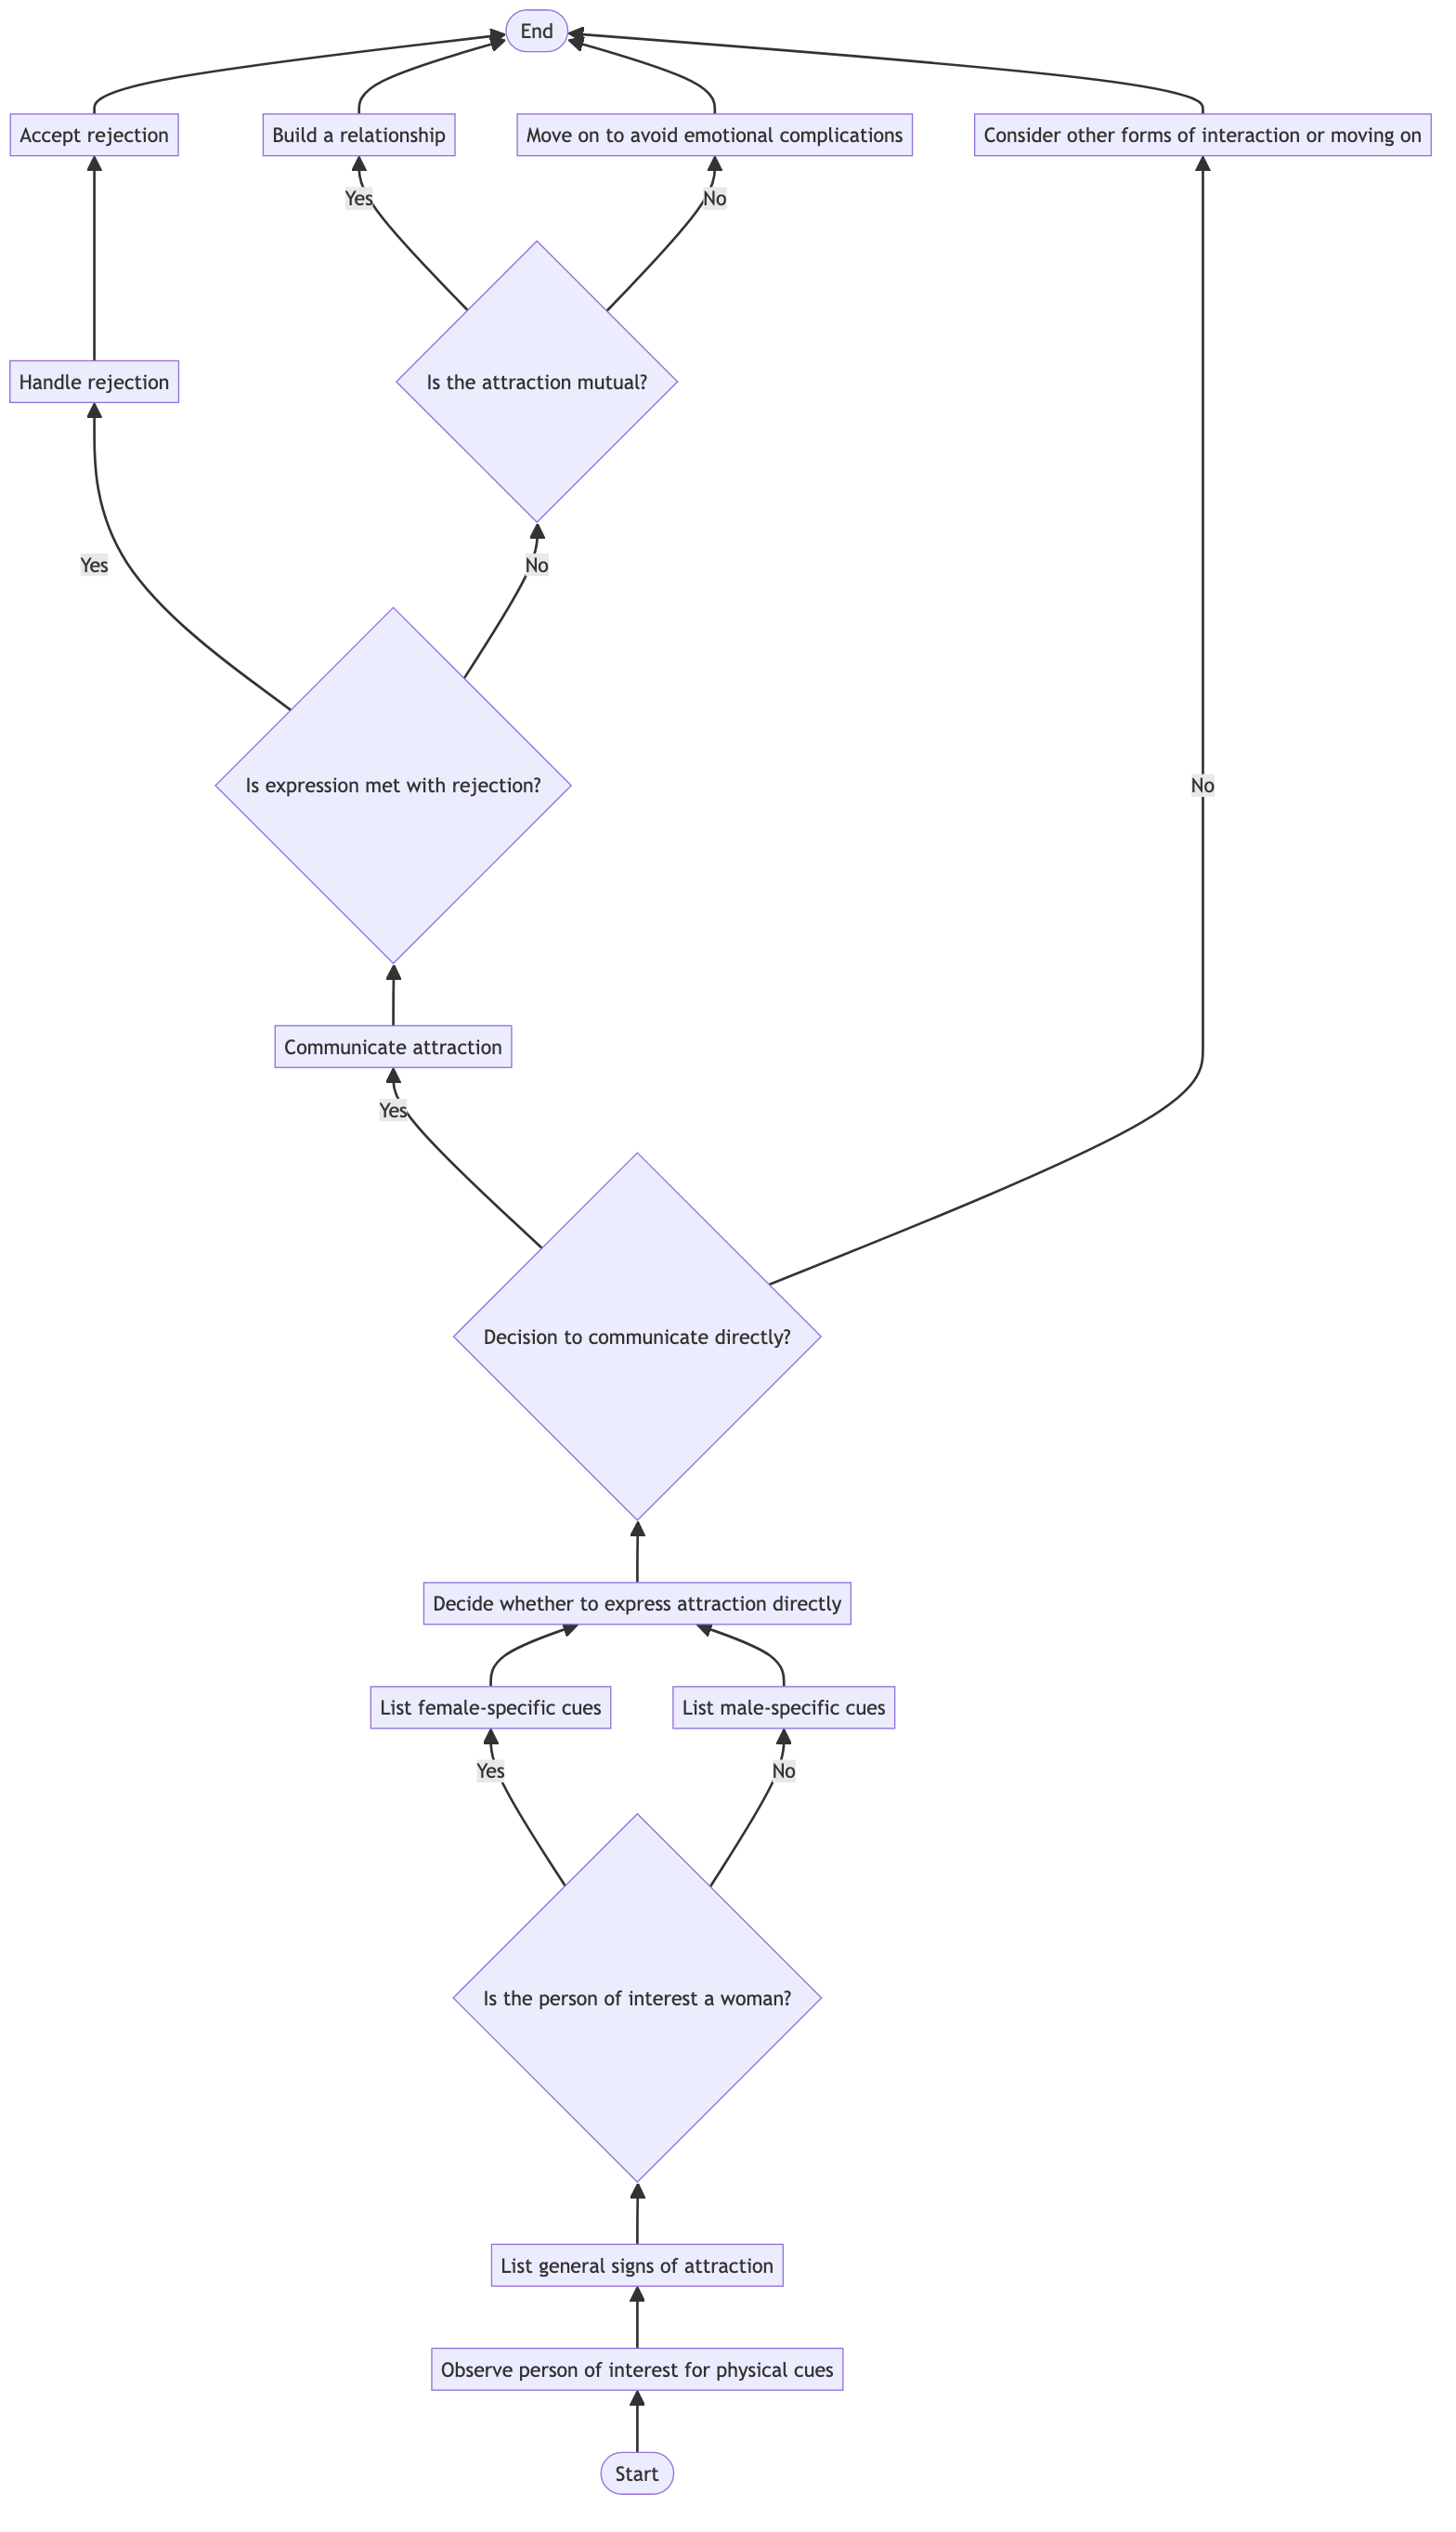 End
Accept rejection
Build a relationship
Move on to avoid emotional complications
Consider other forms of interaction or moving on
Yes
No
Handle rejection
Is the attraction mutual?
Yes
No
Is expression met with rejection?
No
Communicate attraction
Yes
Decision to communicate directly?
Decide whether to express attraction directly
List female-specific cues
List male-specific cues
Yes
No
Is the person of interest a woman?
List general signs of attraction
Observe person of interest for physical cues
Start